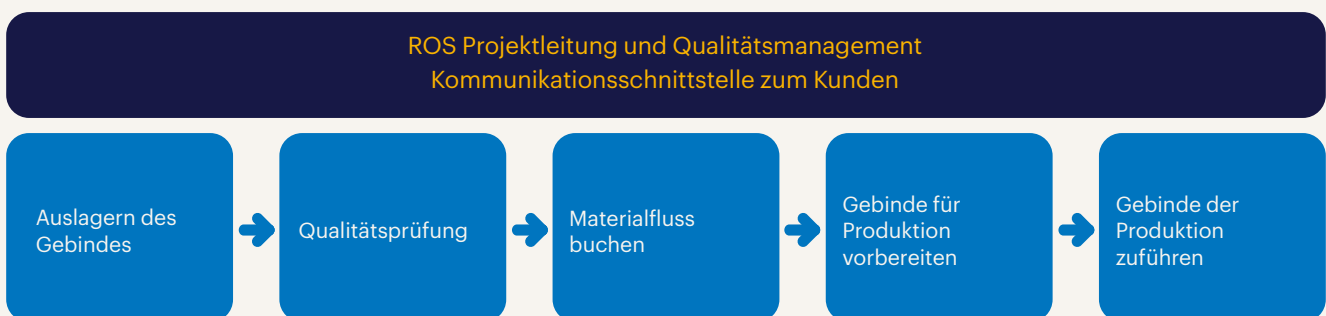 ROS Projektleitung und Qualitätsmanagement
Kommunikationsschnittstelle zum Kunden
Auslagern des
Gebindes
Qualitätsprüfung
Materialfluss
buchen
Gebinde für
Produktion
vorbereiten
Gebinde der
Produktion
zuführen